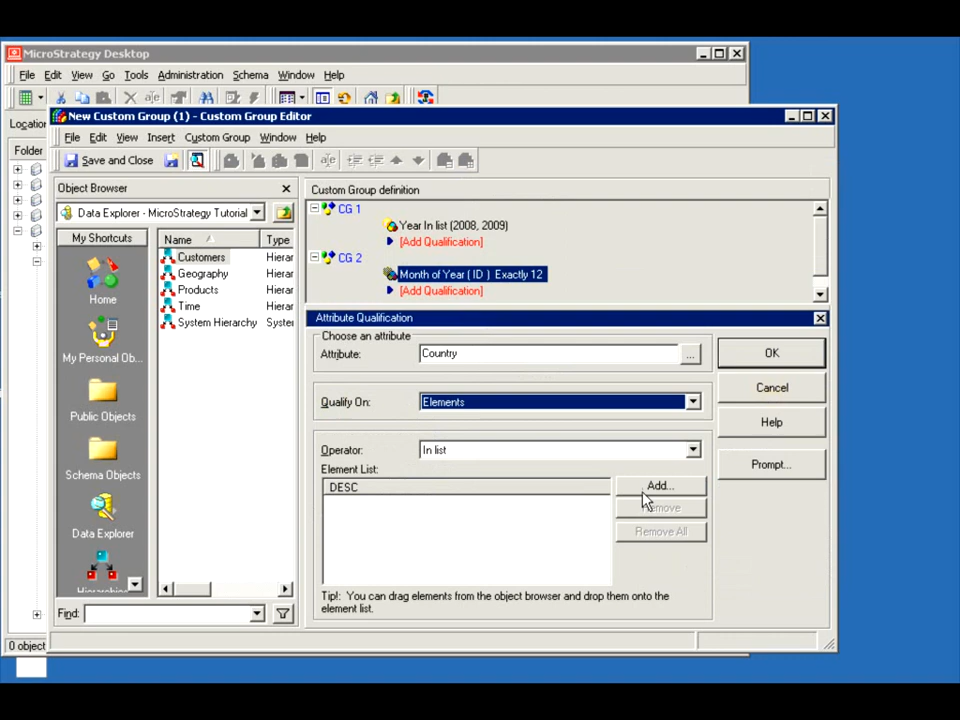 MicroStrategy Desktop
File Edit View Go Tools Administration Schema Window Help
New Custom Group (1) - Custom Group Editor
Location
File Edit View Insert Custom Group Window Help
Folder
Save and Close
Object Browser
Custom Group definition
Data Explorer - MicroStrategy Tutorial
CG 1
Year In list (2008, 2009)
[Add Qualification]
CG 2
Month of Year ( ID ) Exactly 12
[Add Qualification]
My Shortcuts
Home
My Personal Ob...
Public Objects
Schema Objects
Data Explorer
Name Type
Customers Hierar
Geography Hierar
Products Hierar
Time Hierar
System Hierarchy Hierar
Attribute Qualification
Choose an attribute
Attribute: Country ...
Qualify On: Elements
Operator: In list
Element List:
DESC
Add...
Remove
Remove All
OK
Cancel
Help
Prompt...
Tip!: You can drag elements from the object browser and drop them onto the
element list.
Find:
0 object